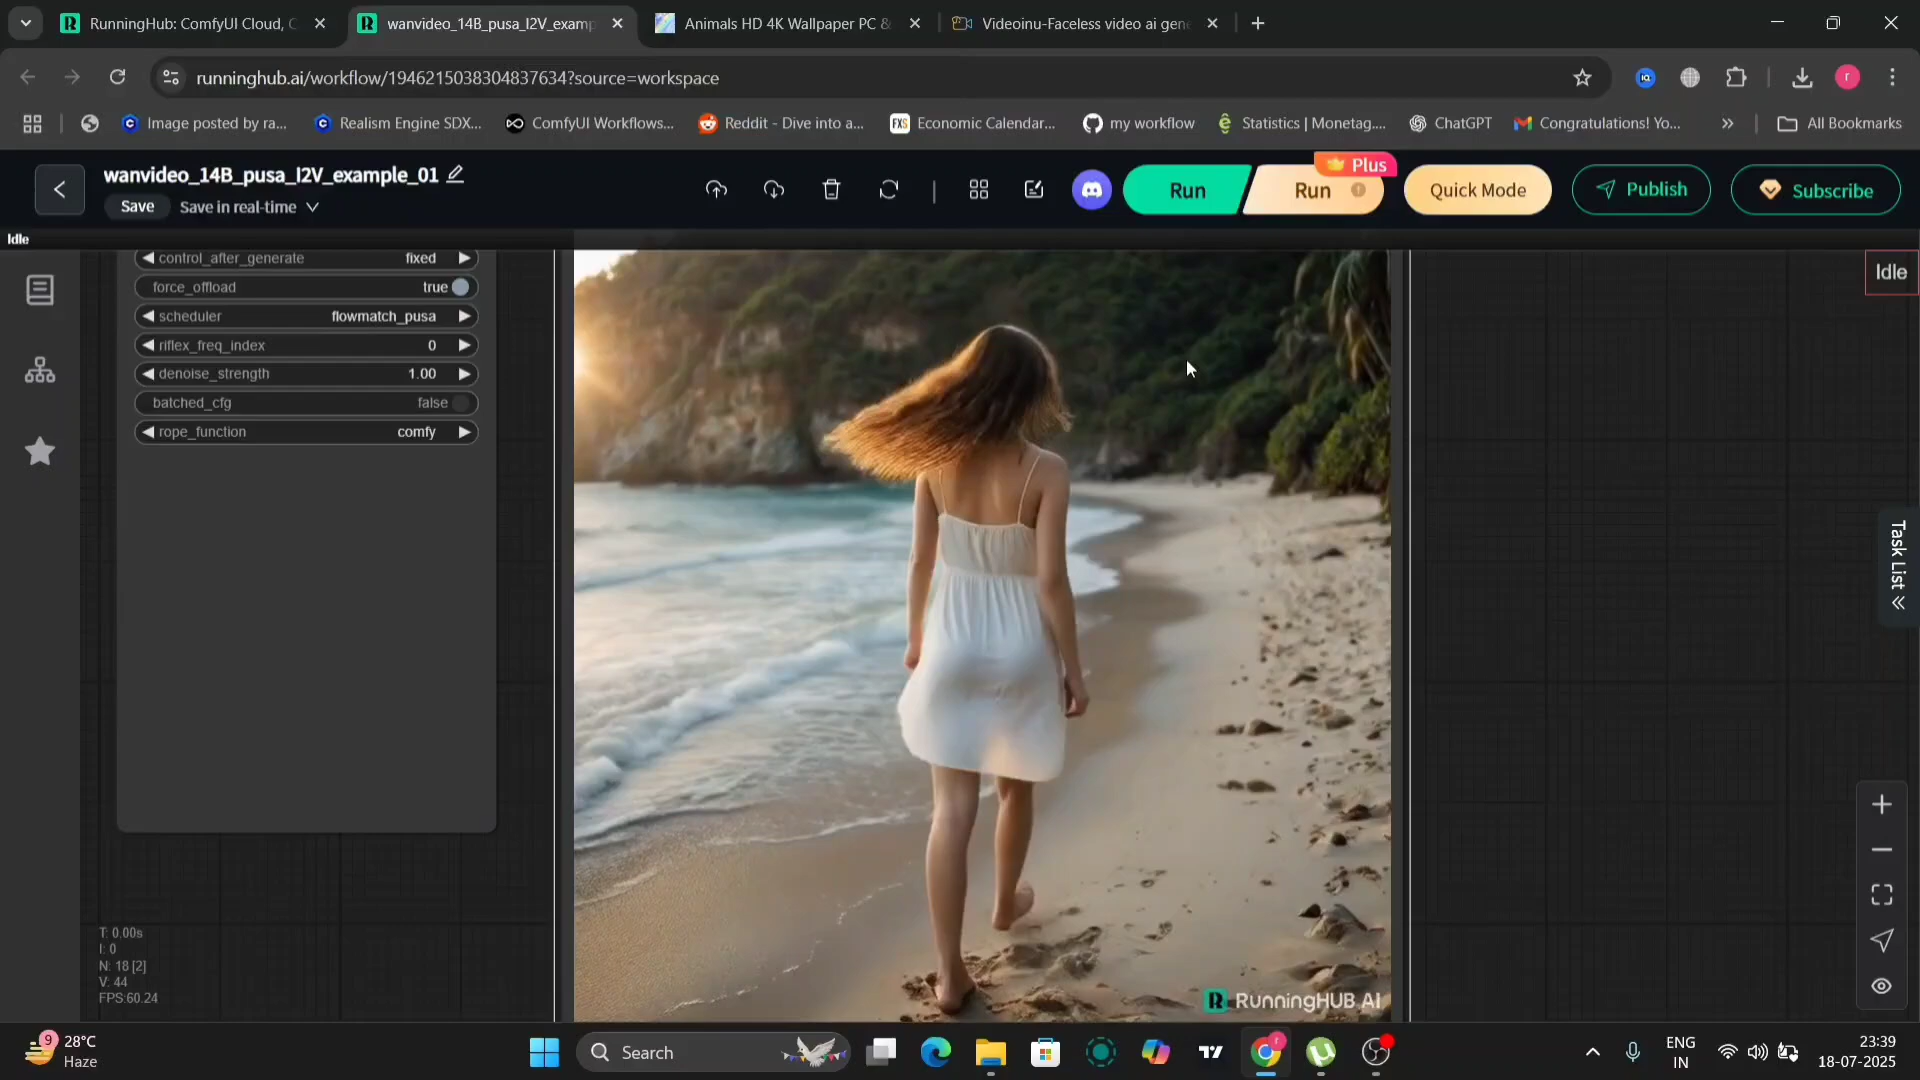 RunningHub: ComfyUI Cloud, C
wanvideo_14B_pusa_I2V_examp
Animals HD 4K Wallpaper PC &
Videoinu-Faceless video ai gene
runninghub.ai/workflow/1946215038304837634?source=workspace
r
Image posted by ra...
Realism Engine SDX...
ComfyUI Workflows...
Reddit - Dive into a...
FXS
Economic Calendar...
my workflow
Statistics | Monetag....
ChatGPT
Congratulations! Yo...
All Bookmarks
wanvideo_14B_pusa_I2V_example_01
Save
Save in real-time
Run
Run
Plus
Quick Mode
Publish
Subscribe
Idle
Idle
control_after_generate fixed
force_offload true
scheduler flowmatch_pusa
riflex_freq_index 0
denoise_strength 1.00
batched_cfg false
rope_function comfy
Task List
T: 0.00s
I: 0
N: 18 [2]
V: 44
FPS:60.24
RunningHUB AI
9
28°C
Haze
Search
ENG
IN
23:39
18-07-2025